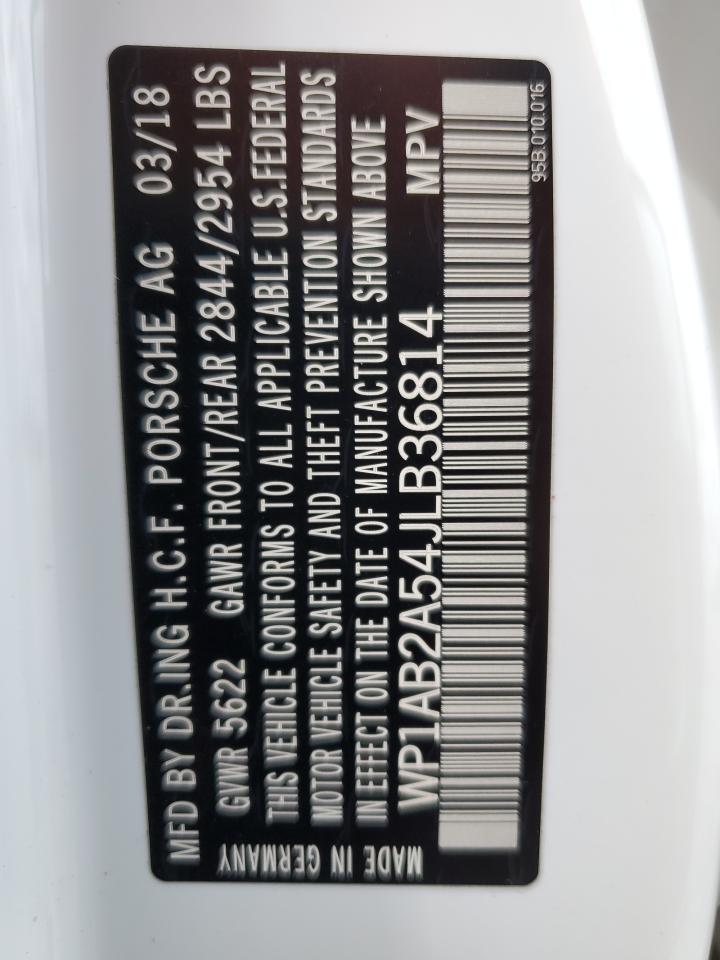 MFD BY DR.ING H.C.F. PORSCHE AG 03/18
GVWR 5622 GAWR FRONT/REAR 2844/2954 LBS
THIS VEHICLE CONFORMS TO ALL APPLICABLE U.S.FEDERAL
MOTOR VEHICLE SAFETY AND THEFT PREVENTION STANDARDS
IN EFFECT ON THE DATE OF MANUFACTURE SHOWN ABOVE
WP1AB2A54JLB36814 MPV
MADE IN GERMANY
95B.010.016